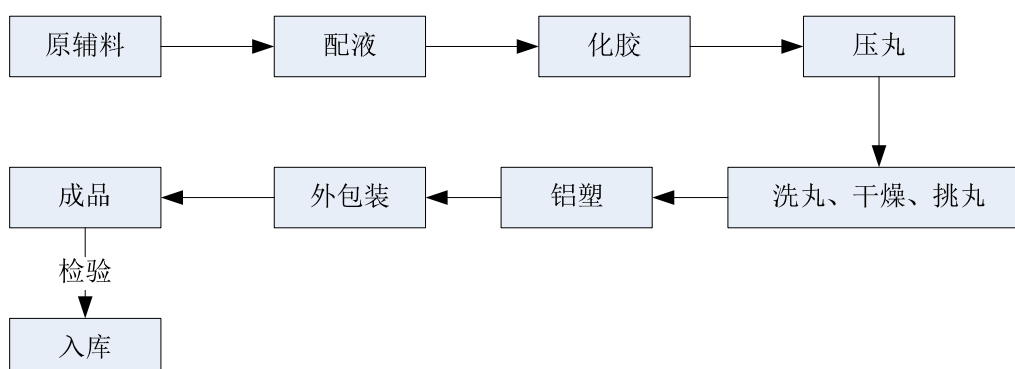 原辅料
配液
化胶
压丸
洗丸、干燥、挑丸
铝塑
外包装
成品
检验
入库